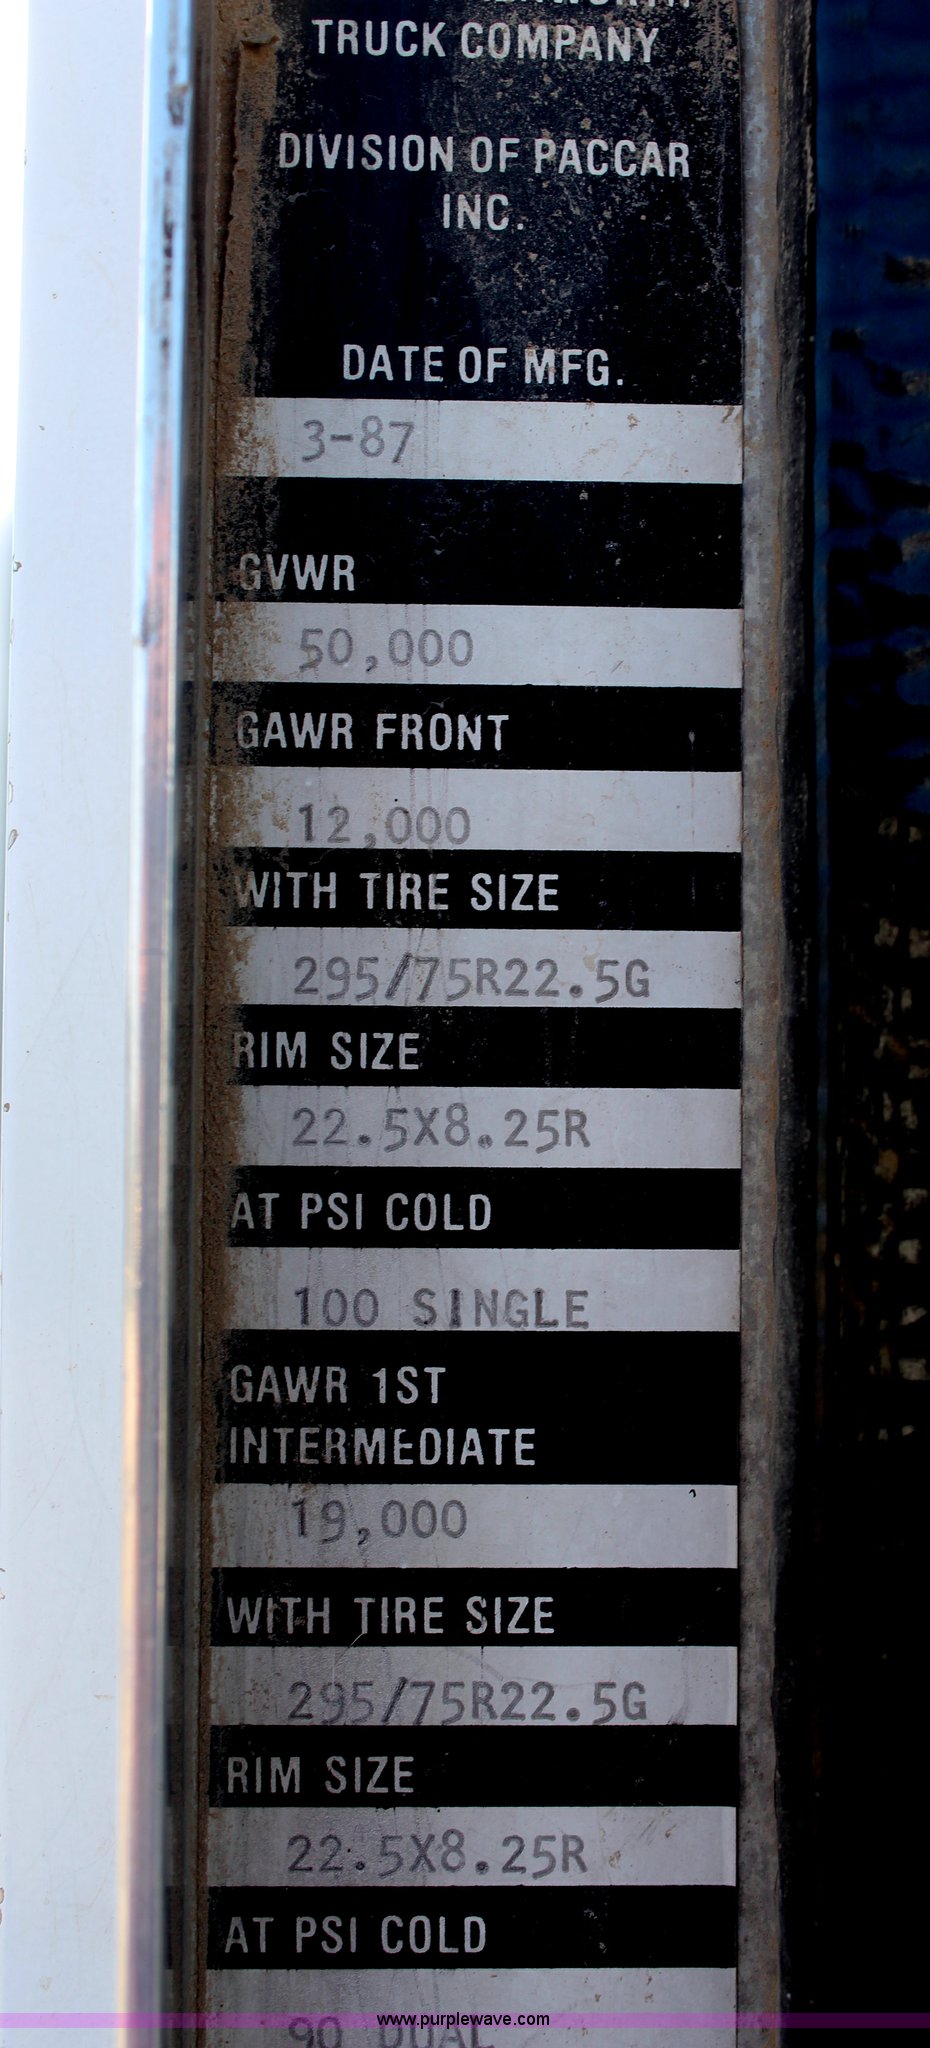 TRUCK COMPANY
DIVISION OF PACCAR
INC.
DATE OF MFG.
3-87
GVWR
50,000
GAWR FRONT
12,000
WITH TIRE SIZE
295/75R22.5G
RIM SIZE
22.5X8.25R
AT PSI COLD
100 SINGLE
GAWR 1ST
INTERMEDIATE
19,000
WITH TIRE SIZE
295/75R22.5G
RIM SIZE
22.5X8.25R
AT PSI COLD
90 DUAL
www.purplewave.com